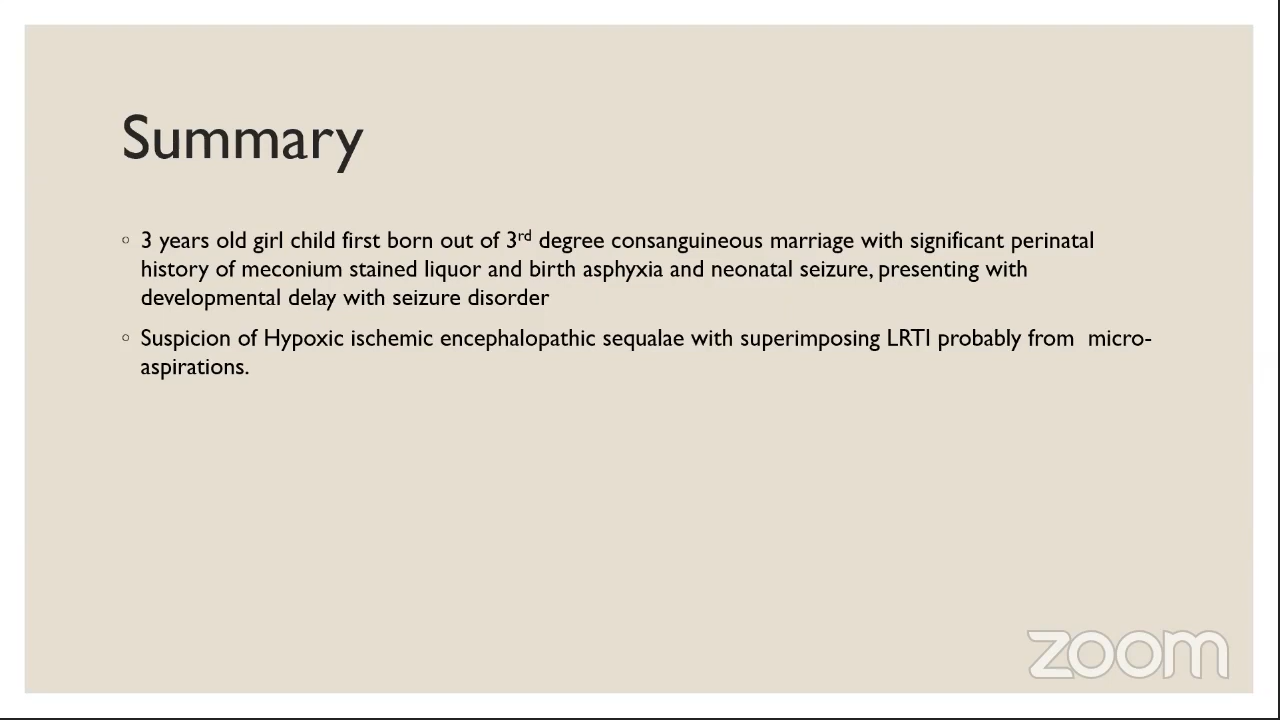 Summary
◦ 3 years old girl child first born out of 3rd degree consanguineous marriage with significant perinatal
history of meconium stained liquor and birth asphyxia and neonatal seizure, presenting with
developmental delay with seizure disorder
◦ Suspicion of Hypoxic ischemic encephalopathic sequalae with superimposing LRTI probably from  micro-
aspirations.
zoom